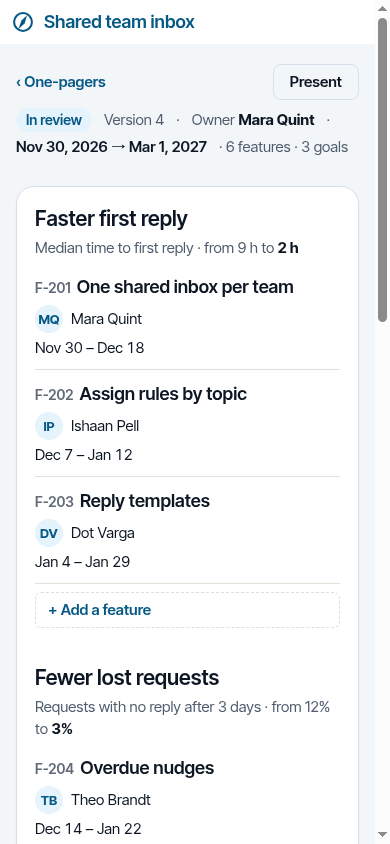 Shared team inbox
‹ One-pagers
Present
In review Version 4 · Owner Mara Quint ·
Nov 30, 2026 → Mar 1, 2027 · 6 features · 3 goals
Faster first reply
Median time to first reply · from 9 h to 2 h
F-201 One shared inbox per team
MQ Mara Quint
Nov 30 – Dec 18
F-202 Assign rules by topic
IP Ishaan Pell
Dec 7 – Jan 12
F-203 Reply templates
DV Dot Varga
Jan 4 – Jan 29
+ Add a feature
Fewer lost requests
Requests with no reply after 3 days · from 12%
to 3%
F-204 Overdue nudges
TB Theo Brandt
Dec 14 – Jan 22